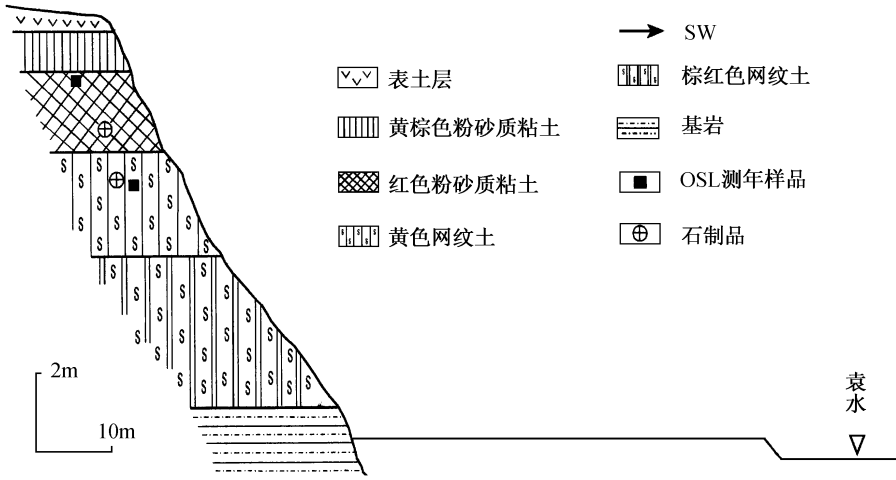 SW
表土层
棕红色网纹土
黄棕色粉砂质粘土
基岩
红色粉砂质粘土
OSL测年样品
黄色网纹土
石制品
2m
10m
袁水